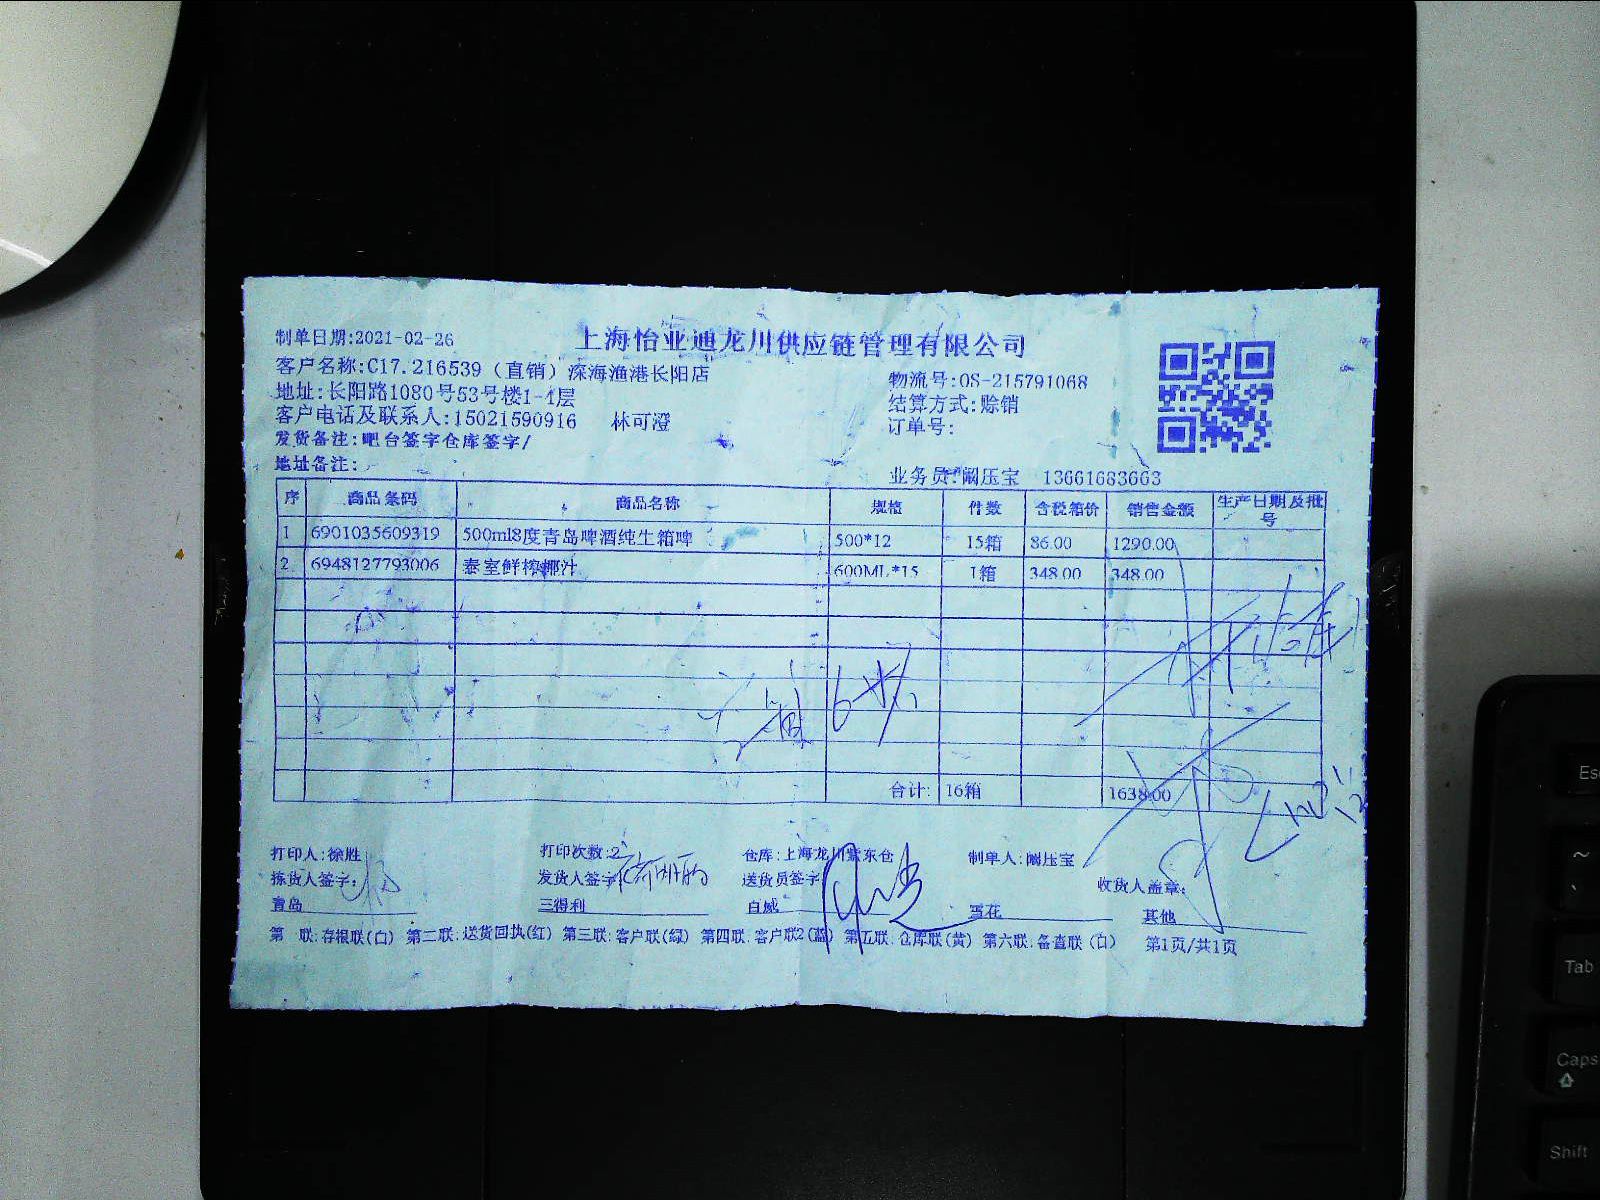 上海怡亚通龙川供应链管理有限公司
制单日期:2021-02-26
客户名称:C17.216539（直销）深海渔港长阳店
地址:长阳路1080号53号楼1-4层
客户电话及联系人:15021590916 林可澄
发货备注:吧台签字仓库签字/
地址备注:
物流号:OS-215791068
结算方式:赊销
订单号:
业务员:阚压宝 13661683663
序 商品条码 商品名称 规格 件数 含税箱价 销售金额 生产日期及批号
1 6901035609319 500ml8度青岛啤酒纯生箱啤 500*12 15箱 86.00 1290.00
2 6948127793006 泰室鲜榨椰汁 600ML*15 1箱 348.00 348.00
合计: 16箱 1638.00
打印人:徐胜 打印次数:2 仓库:上海龙川紫东仓 制单人:阚压宝
拣货人签字: 发货人签字: 送货员签字: 收货人盖章:
青岛 三得利 百威 雪花 其他
第一联:存根联(白) 第二联:送货回执(红) 第三联:客户联(绿) 第四联:客户联2(蓝) 第五联:仓库联(黄) 第六联:备查联(白) 第1页/共1页
Esc
~
Tab
Caps
Shift